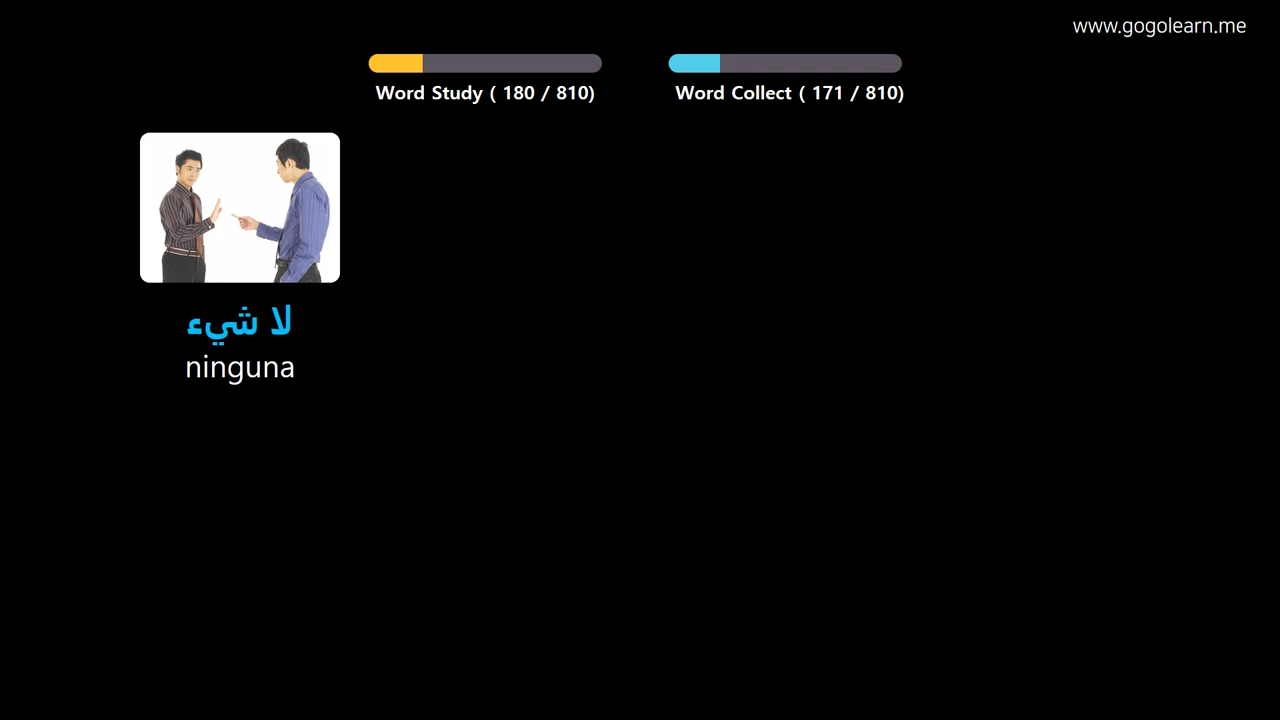 www.gogolearn.me
Word Study ( 180 / 810)
Word Collect ( 171 / 810)
لا شيء
ninguna